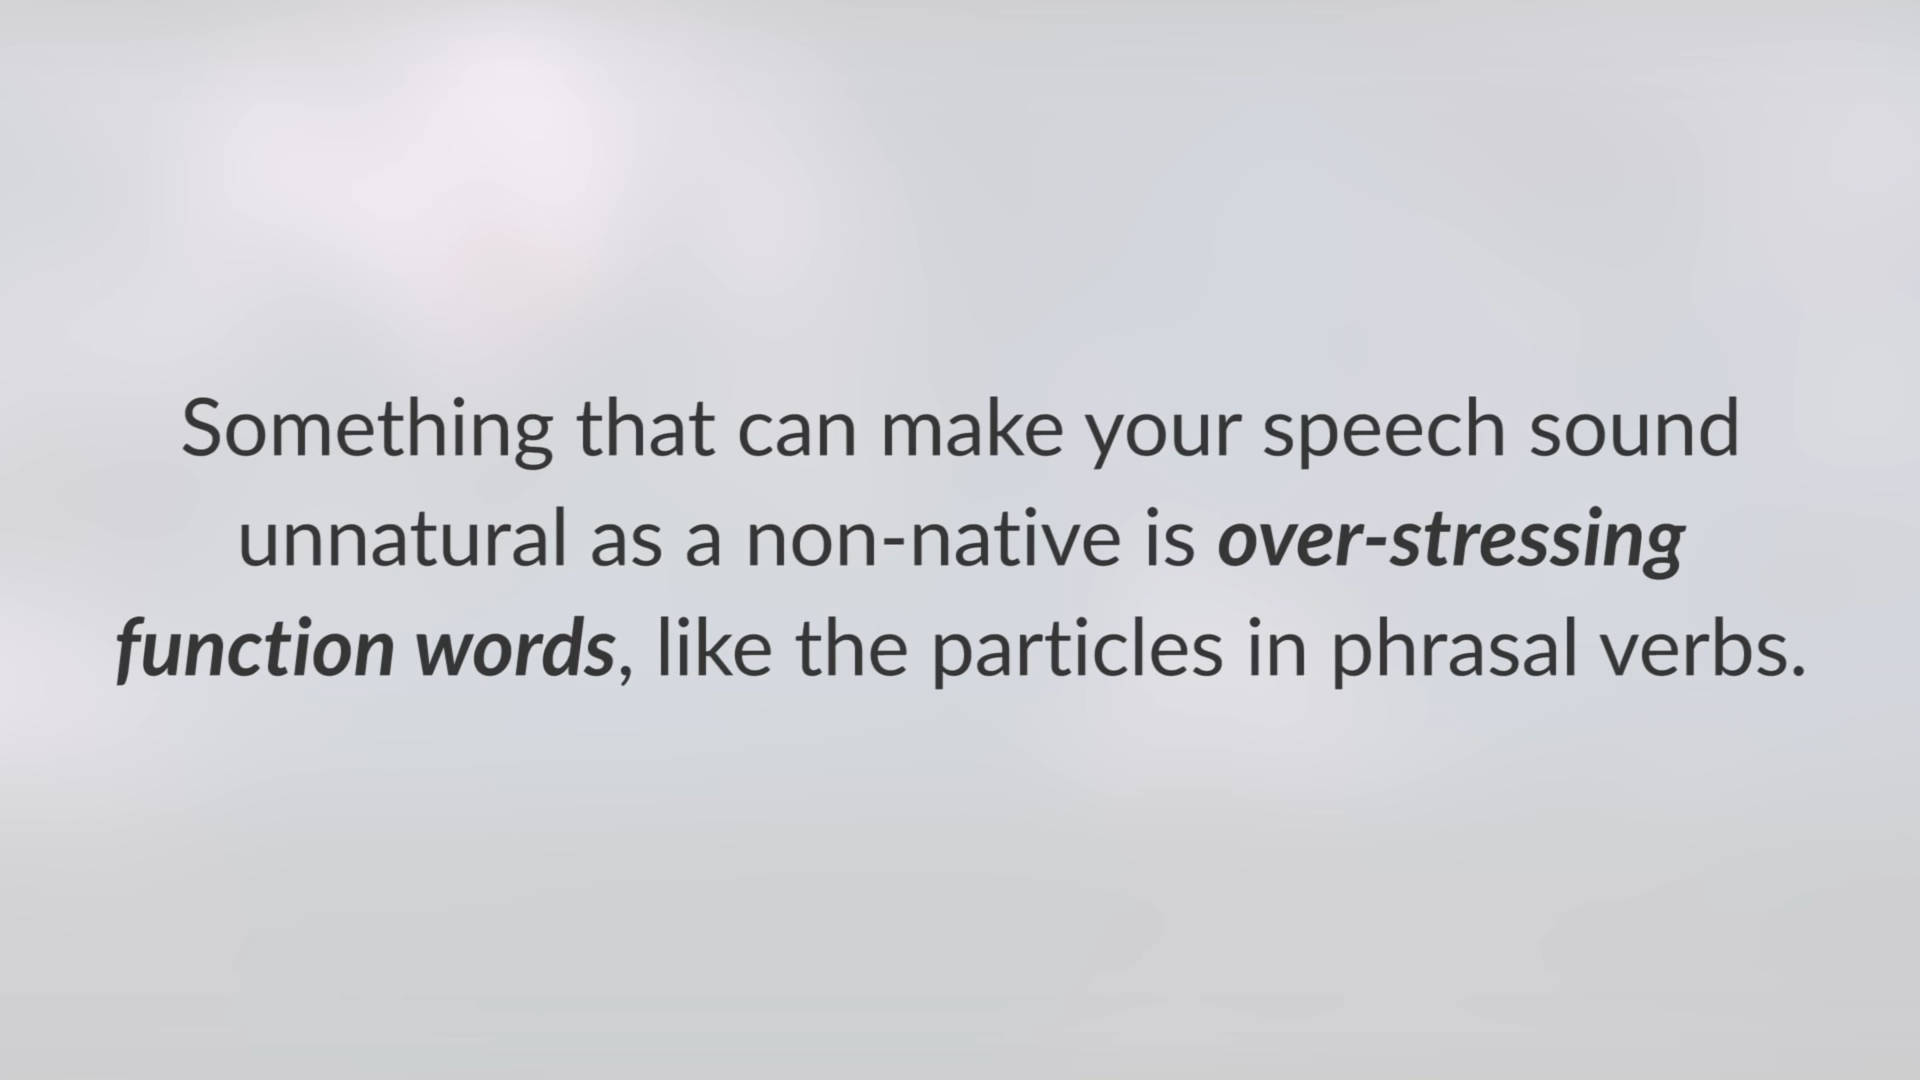 Something that can make your speech sound
unnatural as a non-native is over-stressing
function words, like the particles in phrasal verbs.